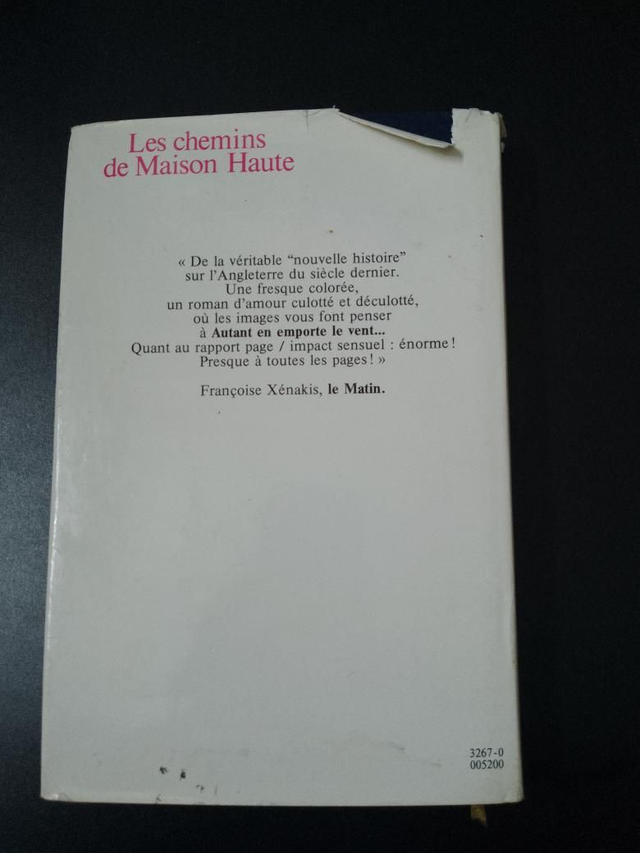 Les chemins
de Maison Haute
« De la véritable "nouvelle histoire"
sur l'Angleterre du siècle dernier.
Une fresque colorée,
un roman d'amour culotté et déculotté,
où les images vous font penser
à Autant en emporte le vent...
Quant au rapport page / impact sensuel : énorme !
Presque à toutes les pages ! »
Françoise Xénakis, le Matin.
3267-0
005200